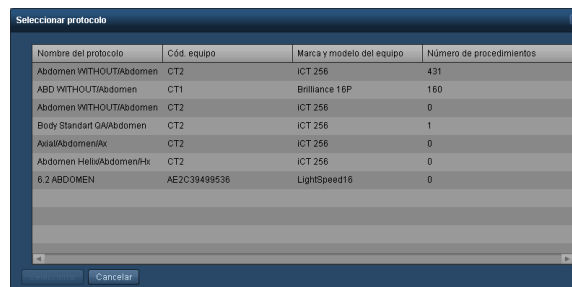 Seleccionar protocolo
Nombre del protocolo Cód. equipo Marca y modelo del equipo Número de procedimientos
Abdomen WITHOUT/Abdomen CT2 iCT 256 431
ABD WITHOUT/Abdomen CT1 Brilliance 16P 160
Abdomen WITHOUT/Abdomen CT2 iCT 256 0
Body Standart QA/Abdomen CT2 iCT 256 1
Axial/Abdomen/Ax CT2 iCT 256 0
Abdomen Helix/Abdomen/Hx CT2 iCT 256 0
6.2 ABDOMEN AE2C39499536 LightSpeed16 0
Cancelar